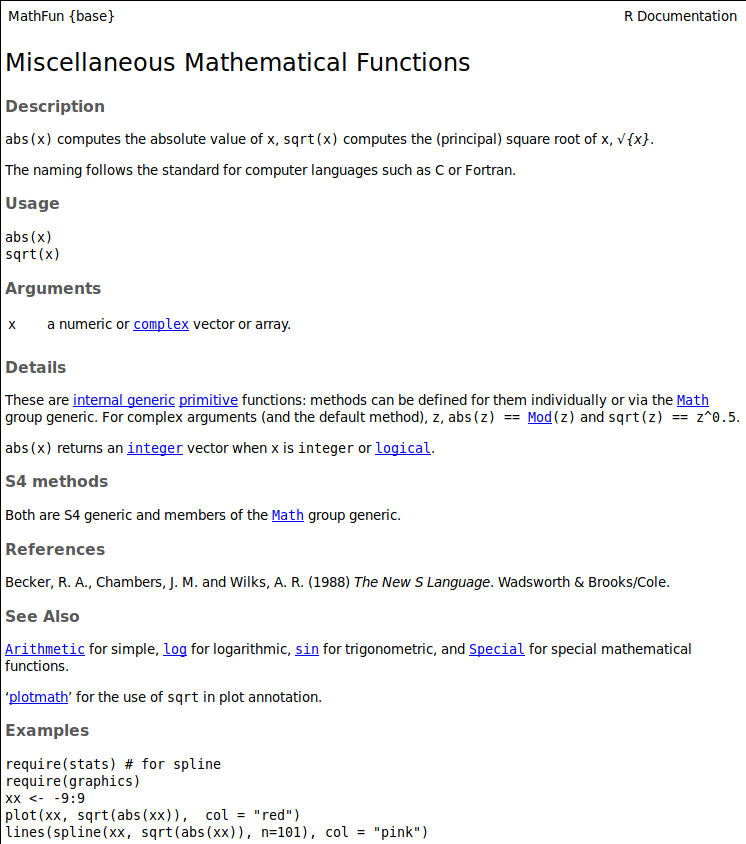 MathFun {base} R Documentation
Miscellaneous Mathematical Functions
Description
abs(x) computes the absolute value of x, sqrt(x) computes the (principal) square root of x, √{x}.
The naming follows the standard for computer languages such as C or Fortran.
Usage
abs(x)
sqrt(x)
Arguments
x a numeric or complex vector or array.
Details
These are internal generic primitive functions: methods can be defined for them individually or via the Math
group generic. For complex arguments (and the default method), z, abs(z) == Mod(z) and sqrt(z) == z^0.5.
abs(x) returns an integer vector when x is integer or logical.
S4 methods
Both are S4 generic and members of the Math group generic.
References
Becker, R. A., Chambers, J. M. and Wilks, A. R. (1988) The New S Language. Wadsworth & Brooks/Cole.
See Also
Arithmetic for simple, log for logarithmic, sin for trigonometric, and Special for special mathematical
functions.
‘plotmath’ for the use of sqrt in plot annotation.
Examples
require(stats) # for spline
require(graphics)
xx <- -9:9
plot(xx, sqrt(abs(xx)),  col = "red")
lines(spline(xx, sqrt(abs(xx)), n=101), col = "pink")